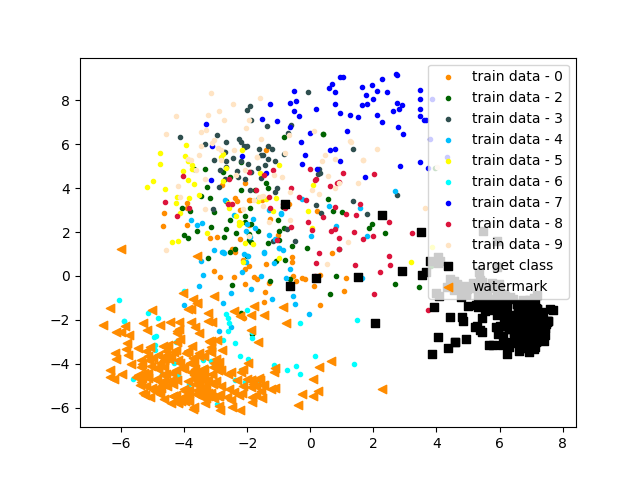 train data - 0
train data - 2
train data - 3
train data - 4
train data - 5
train data - 6
train data - 7
train data - 8
train data - 9
target class
watermark
8
6
4
2
0
−2
−4
−6
−6
−4
−2
0
2
4
6
8